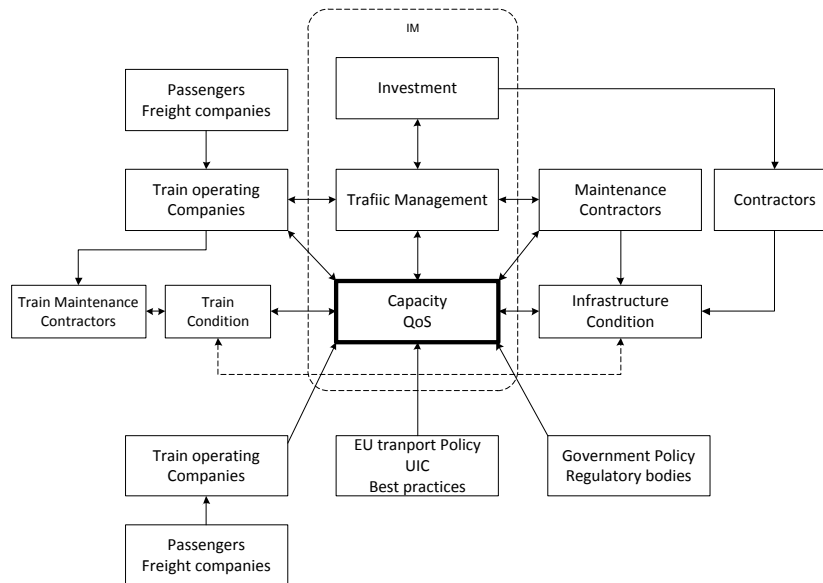 IM
Passengers
Freight companies
Investment
Train operating
Companies
Trafiic Management
Maintenance
Contractors
Contractors
Train Maintenance
Contractors
Train
Condition
Capacity
QoS
Infrastructure
Condition
Train operating
Companies
EU tranport Policy
UIC
Best practices
Government Policy
Regulatory bodies
Passengers
Freight companies